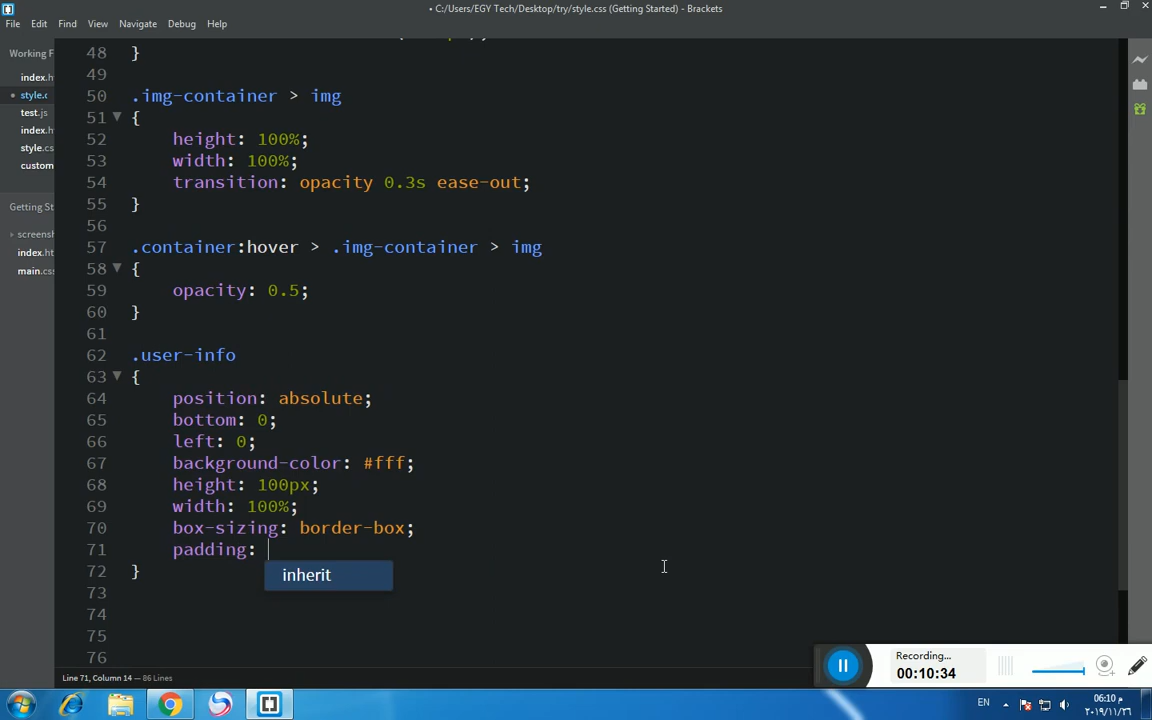 • C:/Users/EGY Tech/Desktop/try/style.css (Getting Started) - Brackets
File Edit Find View Navigate Debug Help
Working F
index.h
style.c
test.js
index.h
style.cs
custom
Getting St
screensh
index.ht
main.css
48 }
49
50 .img-container > img
51 {
52 height: 100%;
53 width: 100%;
54 transition: opacity 0.3s ease-out;
55 }
56
57 .container:hover > .img-container > img
58 {
59 opacity: 0.5;
60 }
61
62 .user-info
63 {
64 position: absolute;
65 bottom: 0;
66 left: 0;
67 background-color: #fff;
68 height: 100px;
69 width: 100%;
70 box-sizing: border-box;
71 padding:
inherit
72 }
73
74
75
76
Recording...
00:10:34
Line 71, Column 14 — 86 Lines
EN
06:10 م
٢٠١٩/١١/٢٦